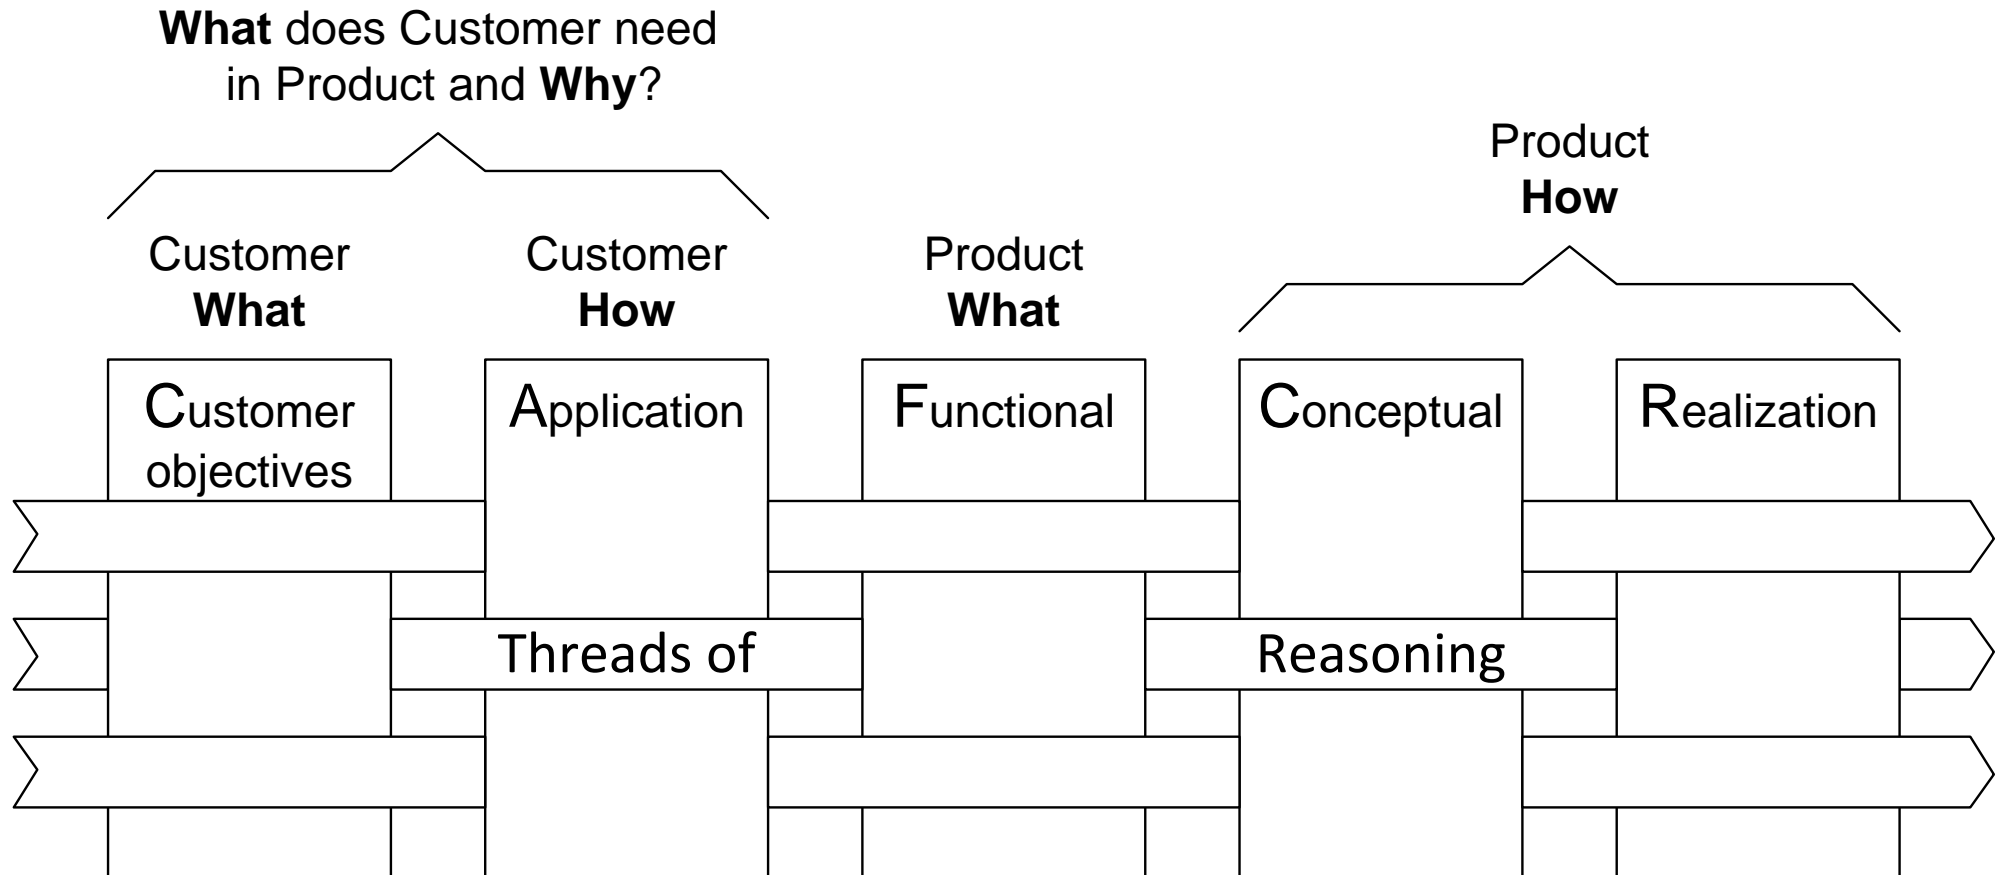 What does Customer need
in Product and Why?
Product
How
Customer
What
Customer
How
Product
What
Customer
objectives
Application
Functional
Conceptual
Realization
Threads of
Reasoning